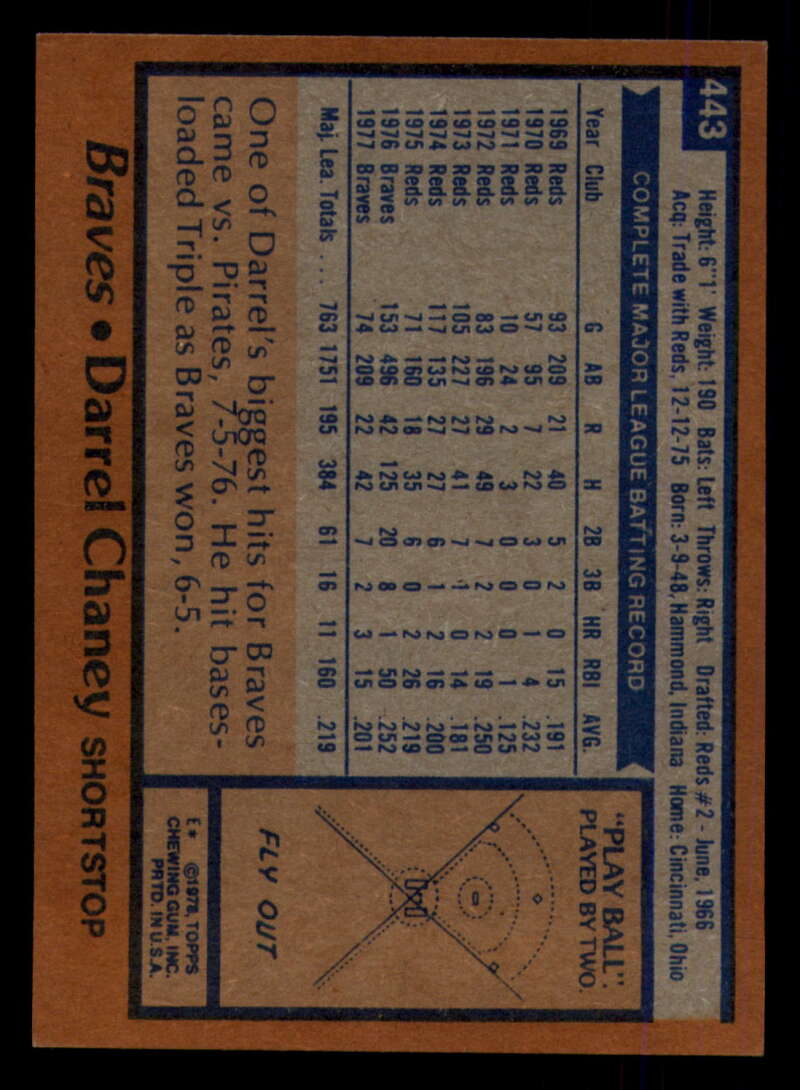 443
Height: 6"1' Weight: 190 Bats: Left Throws: Right Drafted: Reds #2 - June, 1966
Acq: Trade with Reds, 12-12-75 Born: 3-9-48, Hammond, Indiana Home: Cincinnati, Ohio
COMPLETE MAJOR LEAGUE BATTING RECORD
Year Club G AB R H 2B 3B HR RBI AVG.
1969 Reds 93 209 21 40 5 2 0 15 .191
1970 Reds 57 95 7 22 3 0 1 4 .232
1971 Reds 10 24 2 3 0 0 0 1 .125
1972 Reds 83 196 29 49 7 2 2 19 .250
1973 Reds 105 227 27 41 7 1 0 14 .181
1974 Reds 117 135 27 27 6 1 2 16 .200
1975 Reds 71 160 18 35 6 0 2 26 .219
1976 Braves 153 496 42 125 20 8 1 50 .252
1977 Braves 74 209 22 42 7 2 3 15 .201
Maj. Lea. Totals . . . 763 1751 195 384 61 16 11 160 .219
One of Darrel's biggest hits for Braves
came vs. Pirates, 7-5-76. He hit bases-
loaded Triple as Braves won, 6-5.
"PLAY BALL".
PLAYED BY TWO.
FLY OUT
E* ©1978, TOPPS
CHEWING GUM, INC.
PRTD. IN U.S.A.
Braves • Darrel Chaney SHORTSTOP